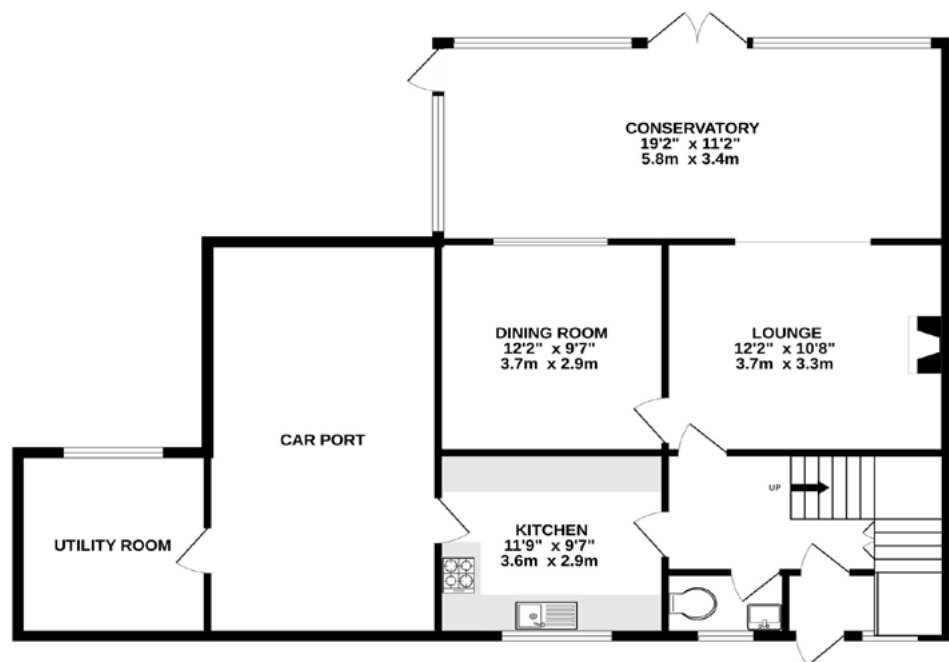 CONSERVATORY
19'2" x 11'2"
5.8m x 3.4m
DINING ROOM
12'2" x 9'7"
3.7m x 2.9m
LOUNGE
12'2" x 10'8"
3.7m x 3.3m
CAR PORT
UP
KITCHEN
11'9" x 9'7"
3.6m x 2.9m
UTILITY ROOM